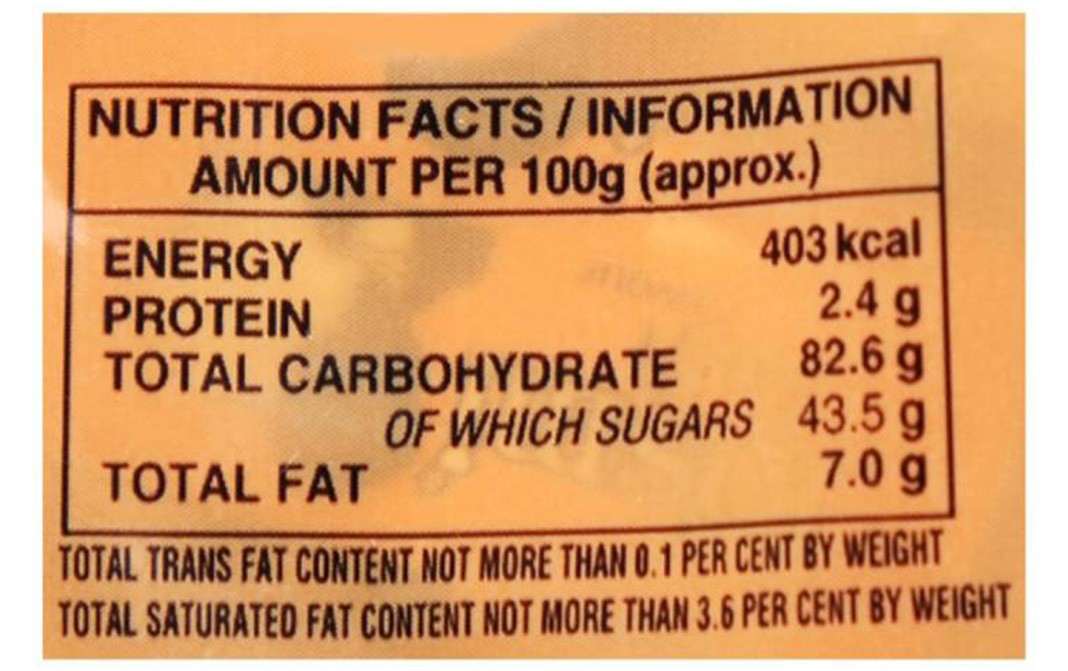 NUTRITION FACTS / INFORMATION
AMOUNT PER 100g (approx.)
ENERGY 403 kcal
PROTEIN 2.4 g
TOTAL CARBOHYDRATE 82.6 g
OF WHICH SUGARS 43.5 g
TOTAL FAT 7.0 g
TOTAL TRANS FAT CONTENT NOT MORE THAN 0.1 PER CENT BY WEIGHT
TOTAL SATURATED FAT CONTENT NOT MORE THAN 3.6 PER CENT BY WEIGHT